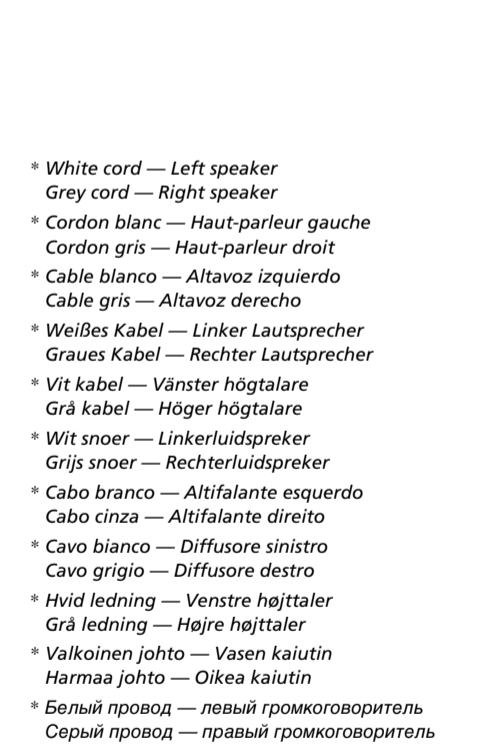 * White cord — Left speaker
Grey cord — Right speaker
* Cordon blanc — Haut-parleur gauche
Cordon gris — Haut-parleur droit
* Cable blanco — Altavoz izquierdo
Cable gris — Altavoz derecho
* Weißes Kabel — Linker Lautsprecher
Graues Kabel — Rechter Lautsprecher
* Vit kabel — Vänster högtalare
Grå kabel — Höger högtalare
* Wit snoer — Linkerluidspreker
Grijs snoer — Rechterluidspreker
* Cabo branco — Altifalante esquerdo
Cabo cinza — Altifalante direito
* Cavo bianco — Diffusore sinistro
Cavo grigio — Diffusore destro
* Hvid ledning — Venstre højttaler
Grå ledning — Højre højttaler
* Valkoinen johto — Vasen kaiutin
Harmaa johto — Oikea kaiutin
* Белый провод — левый громкоговоритель
Серый провод — правый громкоговоритель